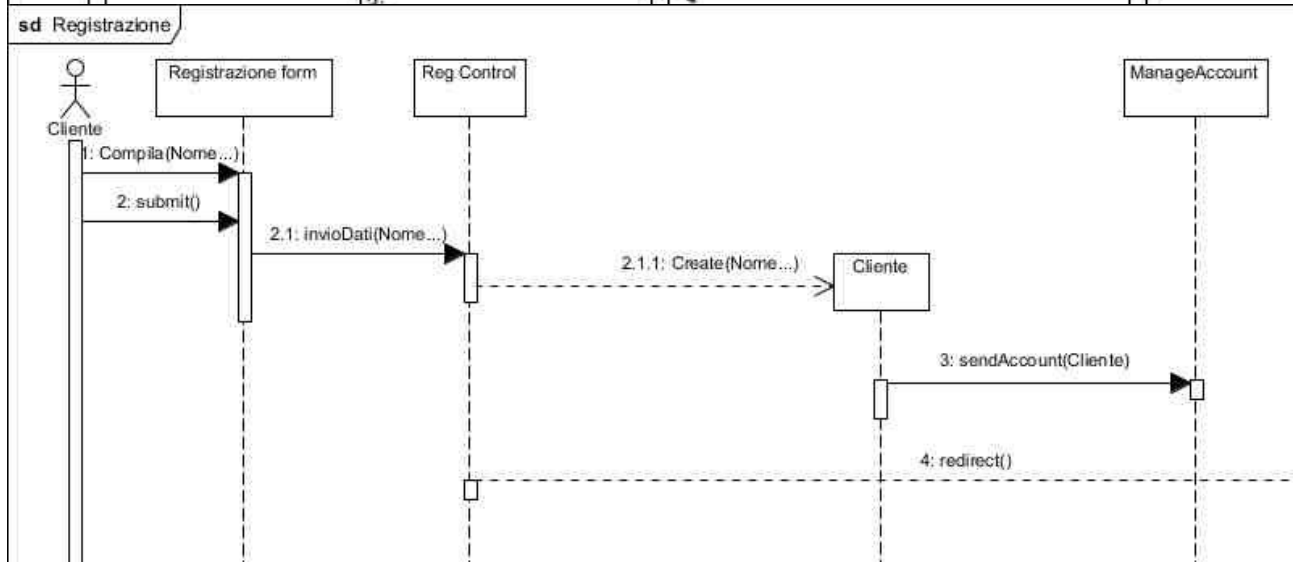 sd Registrazione
Registrazione form
Reg Control
ManageAccount
Cliente
1: Compila(Nome...)
2: submit()
2.1: invioDati(Nome...)
2.1.1: Create(Nome...)
Cliente
3: sendAccount(Cliente)
4: redirect()